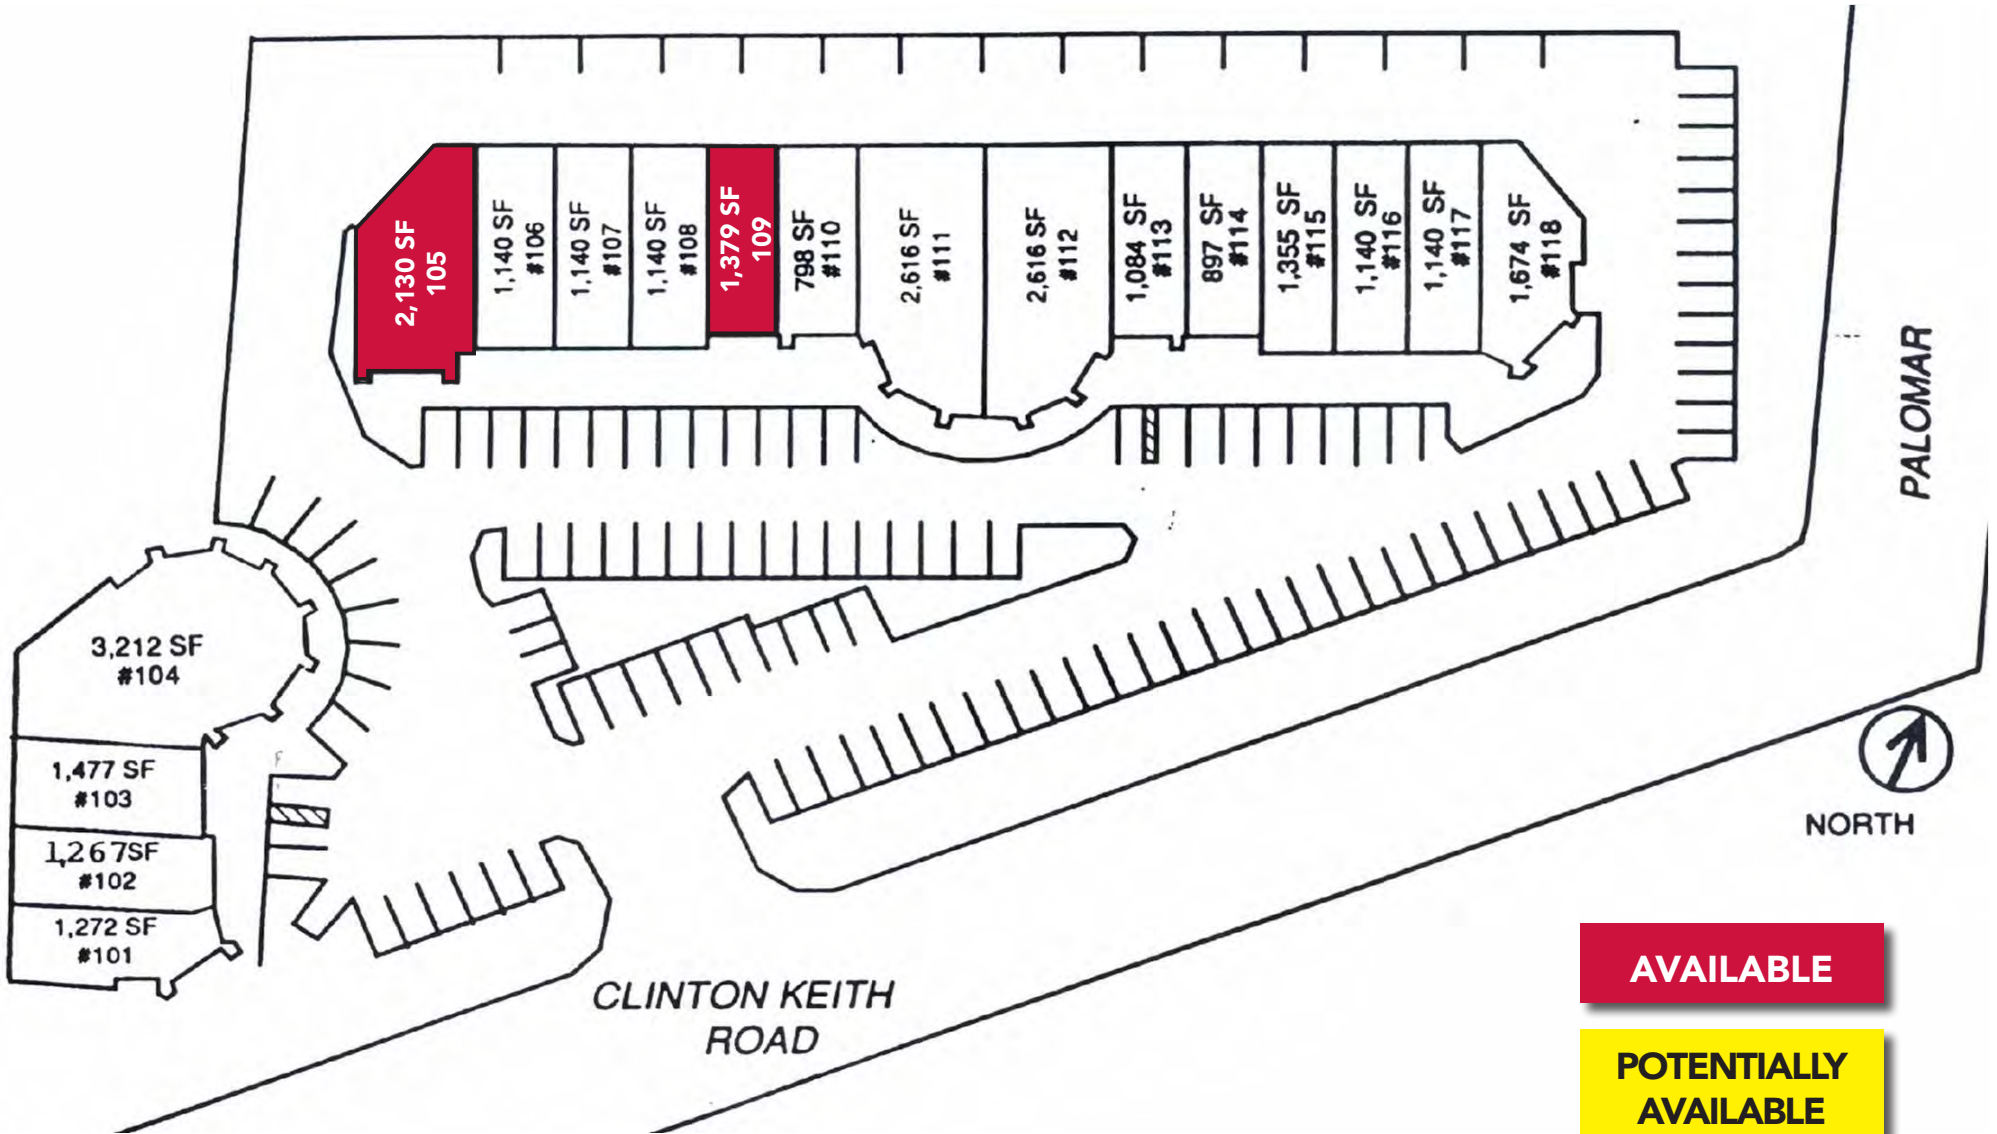 2,130 SF
105
1,140 SF
#106
1,140 SF
#107
1,140 SF
#108
1,379 SF
109
798 SF
#110
2,616 SF
#111
2,616 SF
#112
1,084 SF
#113
897 SF
#114
1,355 SF
#115
1,140 SF
#116
1,140 SF
#117
1,674 SF
#118
PALOMAR
3,212 SF
#104
1,477 SF
#103
1,267SF
#102
1,272 SF
#101
NORTH
CLINTON KEITH
ROAD
AVAILABLE
POTENTIALLY
AVAILABLE